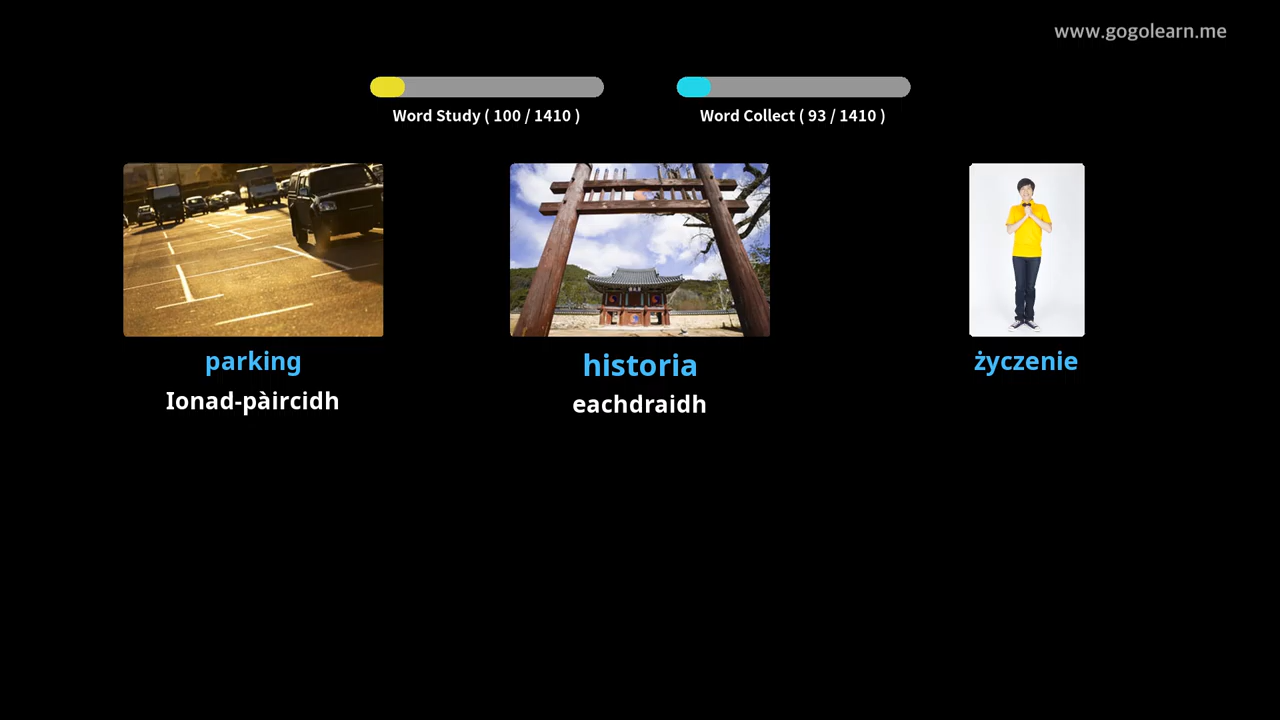 www.gogolearn.me
Word Study ( 100 / 1410 )
Word Collect ( 93 / 1410 )
parking
Ionad-pàircidh
historia
eachdraidh
życzenie